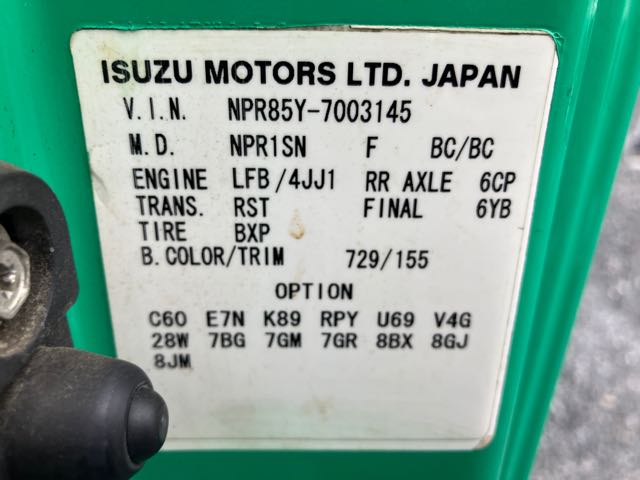 ISUZU MOTORS LTD. JAPAN
V.I.N. NPR85Y-7003145
M.D. NPR1SN F BC/BC
ENGINE LFB/4JJ1 RR AXLE 6CP
TRANS. RST FINAL 6YB
TIRE BXP
B.COLOR/TRIM 729/155
OPTION
C60 E7N K89 RPY U69 V4G
28W 7BG 7GM 7GR 8BX 8GJ
8JM